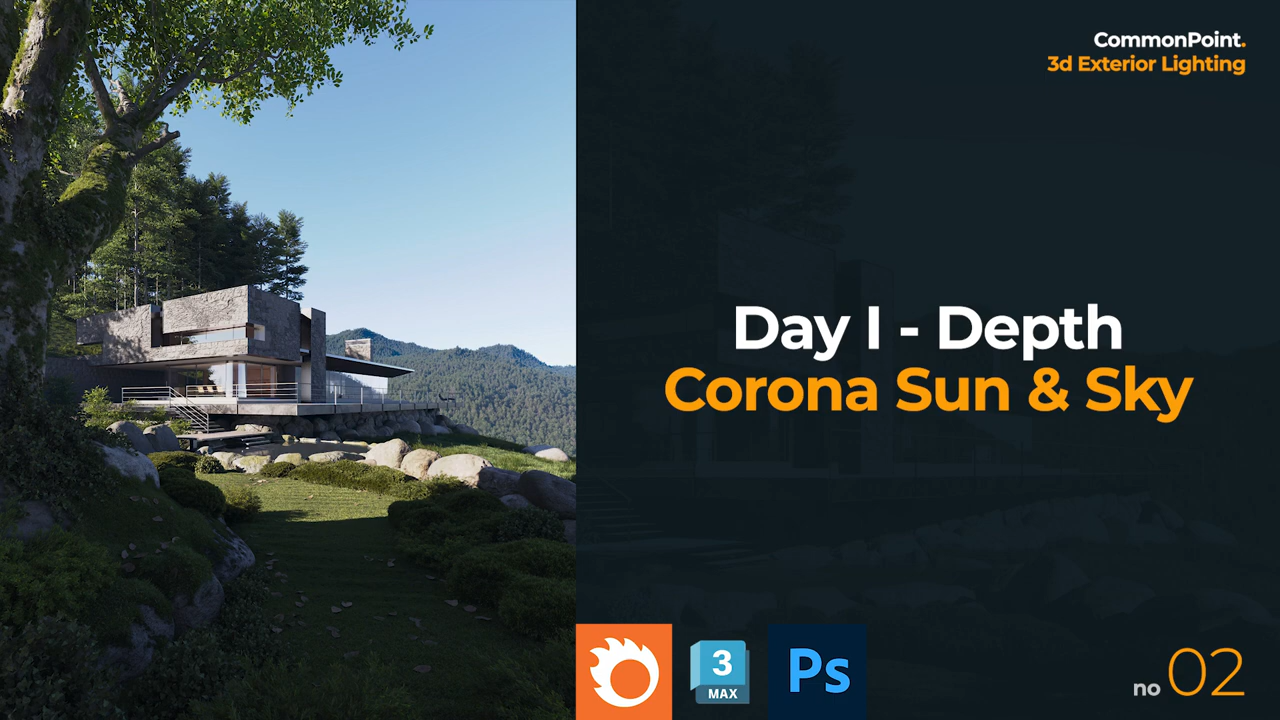 CommonPoint.
3d Exterior Lighting
Day I - Depth
Corona Sun & Sky
3
MAX
Ps
no 02